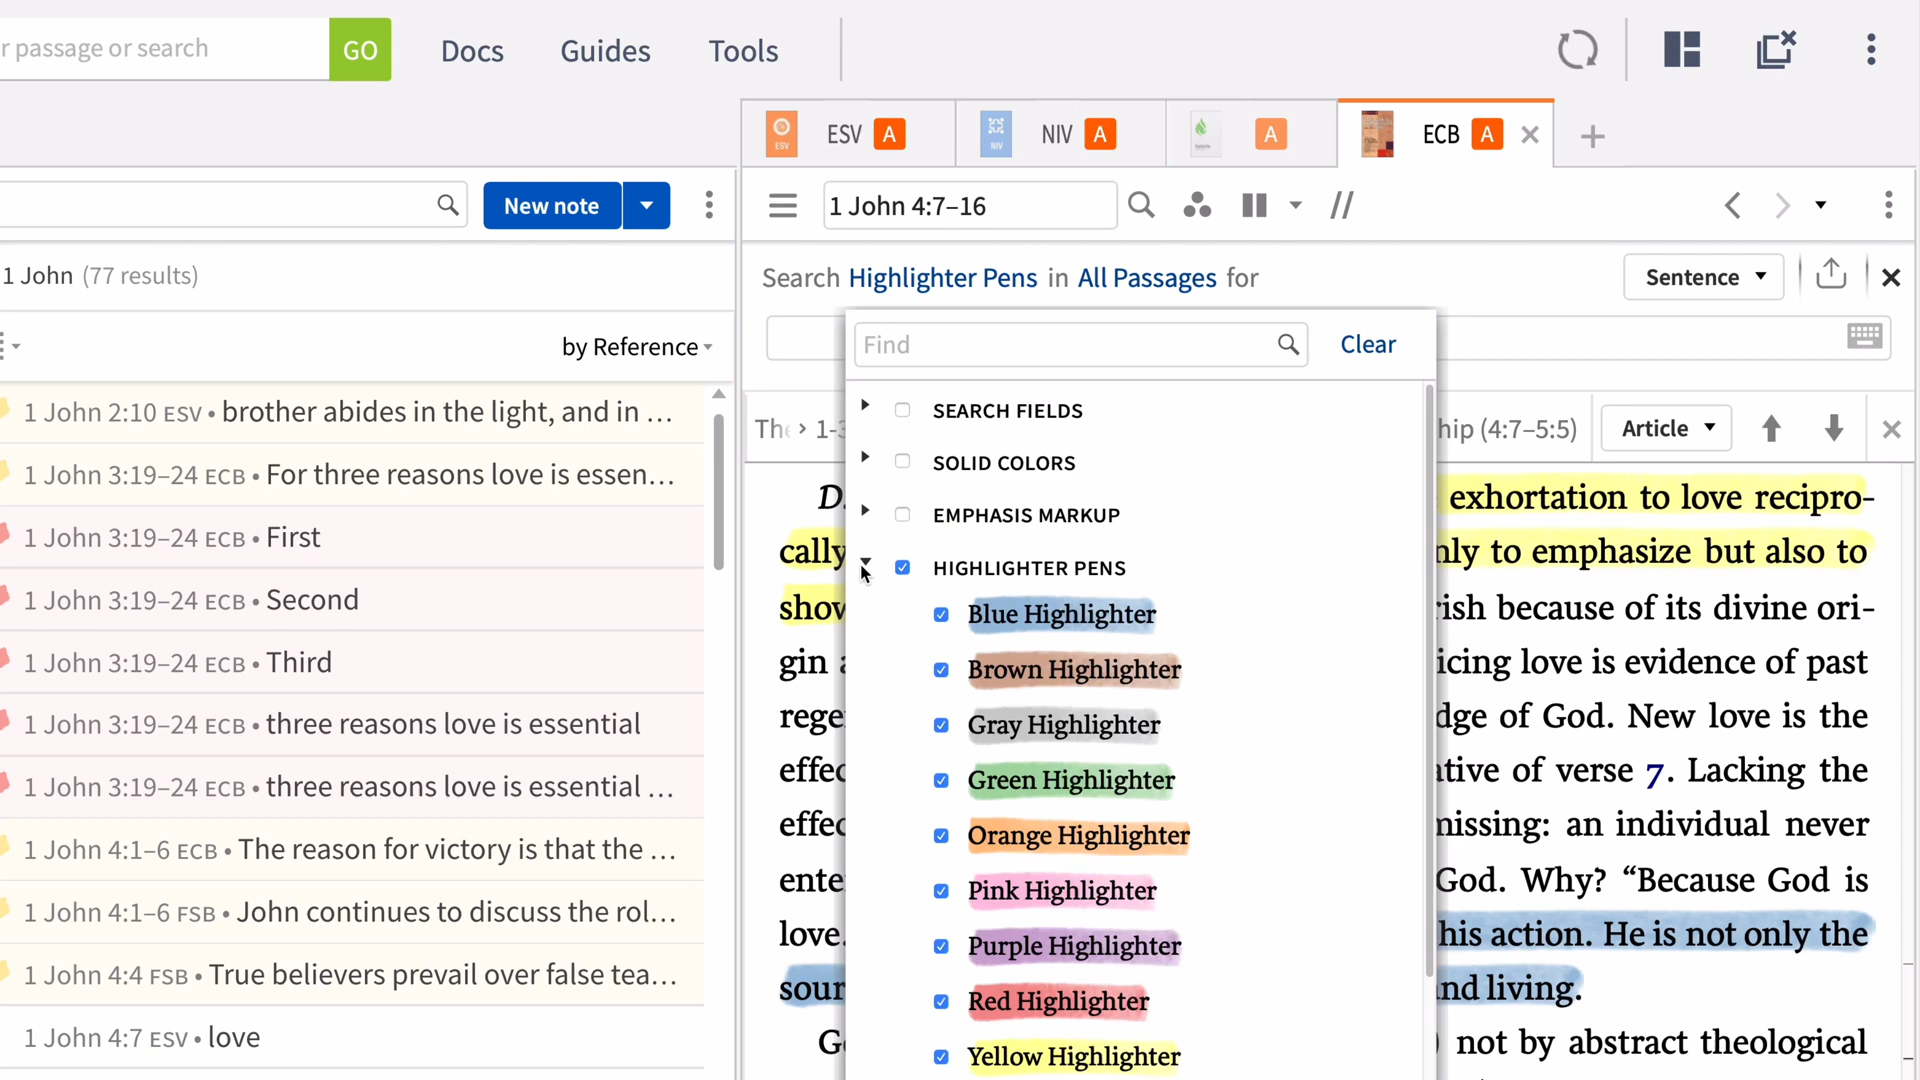 r passage or search
GO
Docs
Guides
Tools
ESV
ESV A
NIV
NIV A
A
ECB A
New note
1 John 4:7–16
1 John (77 results)
Search Highlighter Pens in All Passages for
Sentence
by Reference
Find
Clear
1 John 2:10 ESV • brother abides in the light, and in …
1 John 3:19–24 ECB • For three reasons love is essen…
1 John 3:19–24 ECB • First
1 John 3:19–24 ECB • Second
1 John 3:19–24 ECB • Third
1 John 3:19–24 ECB • three reasons love is essential
1 John 3:19–24 ECB • three reasons love is essential …
1 John 4:1–6 ECB • The reason for victory is that the …
1 John 4:1–6 FSB • John continues to discuss the rol…
1 John 4:4 FSB • True believers prevail over false tea…
1 John 4:7 ESV • love
SEARCH FIELDS
SOLID COLORS
EMPHASIS MARKUP
HIGHLIGHTER PENS
Blue Highlighter
Brown Highlighter
Gray Highlighter
Green Highlighter
Orange Highlighter
Pink Highlighter
Purple Highlighter
Red Highlighter
Yellow Highlighter
The > 1-3 hip (4:7–5:5)
Article
D. exhortation to love recipro-
cally nly to emphasize but also to
show rish because of its divine ori-
gin a icing love is evidence of past
rege dge of God. New love is the
effec ative of verse 7. Lacking the
effec missing: an individual never
ente God. Why? “Because God is
love. his action. He is not only the
sour nd living.
G ) not by abstract theological